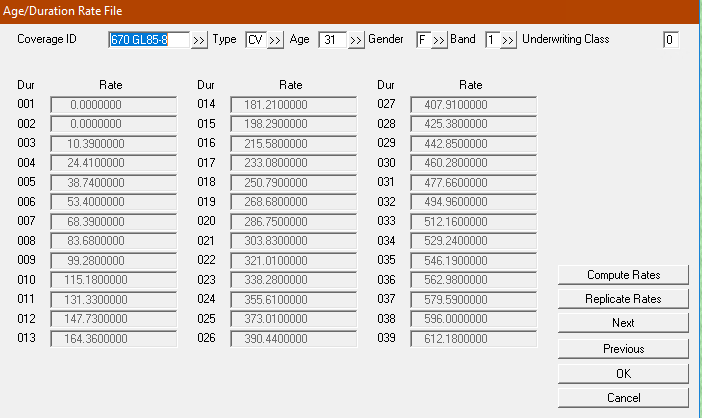 Age/Duration Rate File
Coverage ID 670 GL85-8 >> Type CV >> Age 31 >> Gender F >> Band 1 >> Underwriting Class 0
Dur Rate Dur Rate Dur Rate
001 0.0000000 014 181.2100000 027 407.9100000
002 0.0000000 015 198.2900000 028 425.3800000
003 10.3900000 016 215.5800000 029 442.8500000
004 24.4100000 017 233.0800000 030 460.2800000
005 38.7400000 018 250.7900000 031 477.6600000
006 53.4000000 019 268.6800000 032 494.9600000
007 68.3900000 020 286.7500000 033 512.1600000
008 83.6800000 021 303.8300000 034 529.2400000
009 99.2800000 022 321.0100000 035 546.1900000
010 115.1800000 023 338.2800000 036 562.9800000
011 131.3300000 024 355.6100000 037 579.5900000
012 147.7300000 025 373.0100000 038 596.0000000
013 164.3600000 026 390.4400000 039 612.1800000
Compute Rates
Replicate Rates
Next
Previous
OK
Cancel